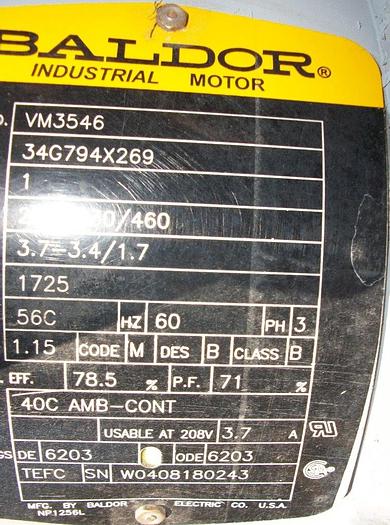 BALDOR®
INDUSTRIAL MOTOR
VM3546
34G794X269
1
/460
3.7-3.4/1.7
1725
56C HZ 60 PH 3
1.15 CODE M DES B CLASS B
EFF. 78.5 % P.F. 71 %
40C AMB-CONT
USABLE AT 208V 3.7 A
DE 6203 ODE 6203
TEFC SN W0408180243
MFG. BY BALDOR ELECTRIC CO. U.S.A.
NP1256L